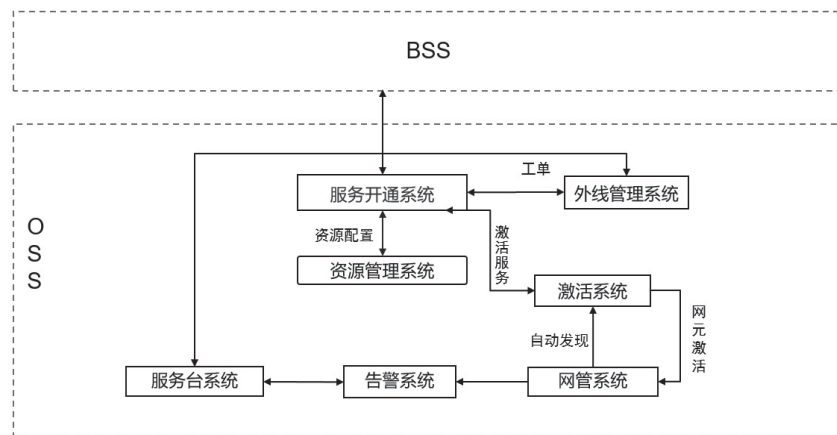 BSS
OSS
工单
服务开通系统
外线管理系统
资源配置
激活服务
资源管理系统
激活系统
网元激活
自动发现
服务台系统
告警系统
网管系统